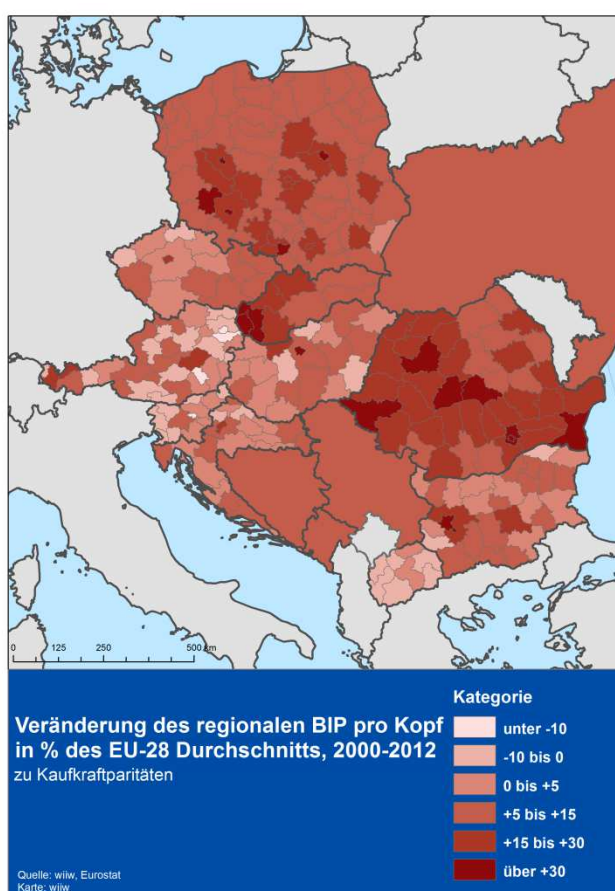 0 125 250 500 km
Veränderung des regionalen BIP pro Kopf
in % des EU-28 Durchschnitts, 2000-2012
zu Kaufkraftparitäten
Quelle: wiiw, Eurostat
Karte: wiiw
Kategorie
unter -10
-10 bis 0
0 bis +5
+5 bis +15
+15 bis +30
über +30